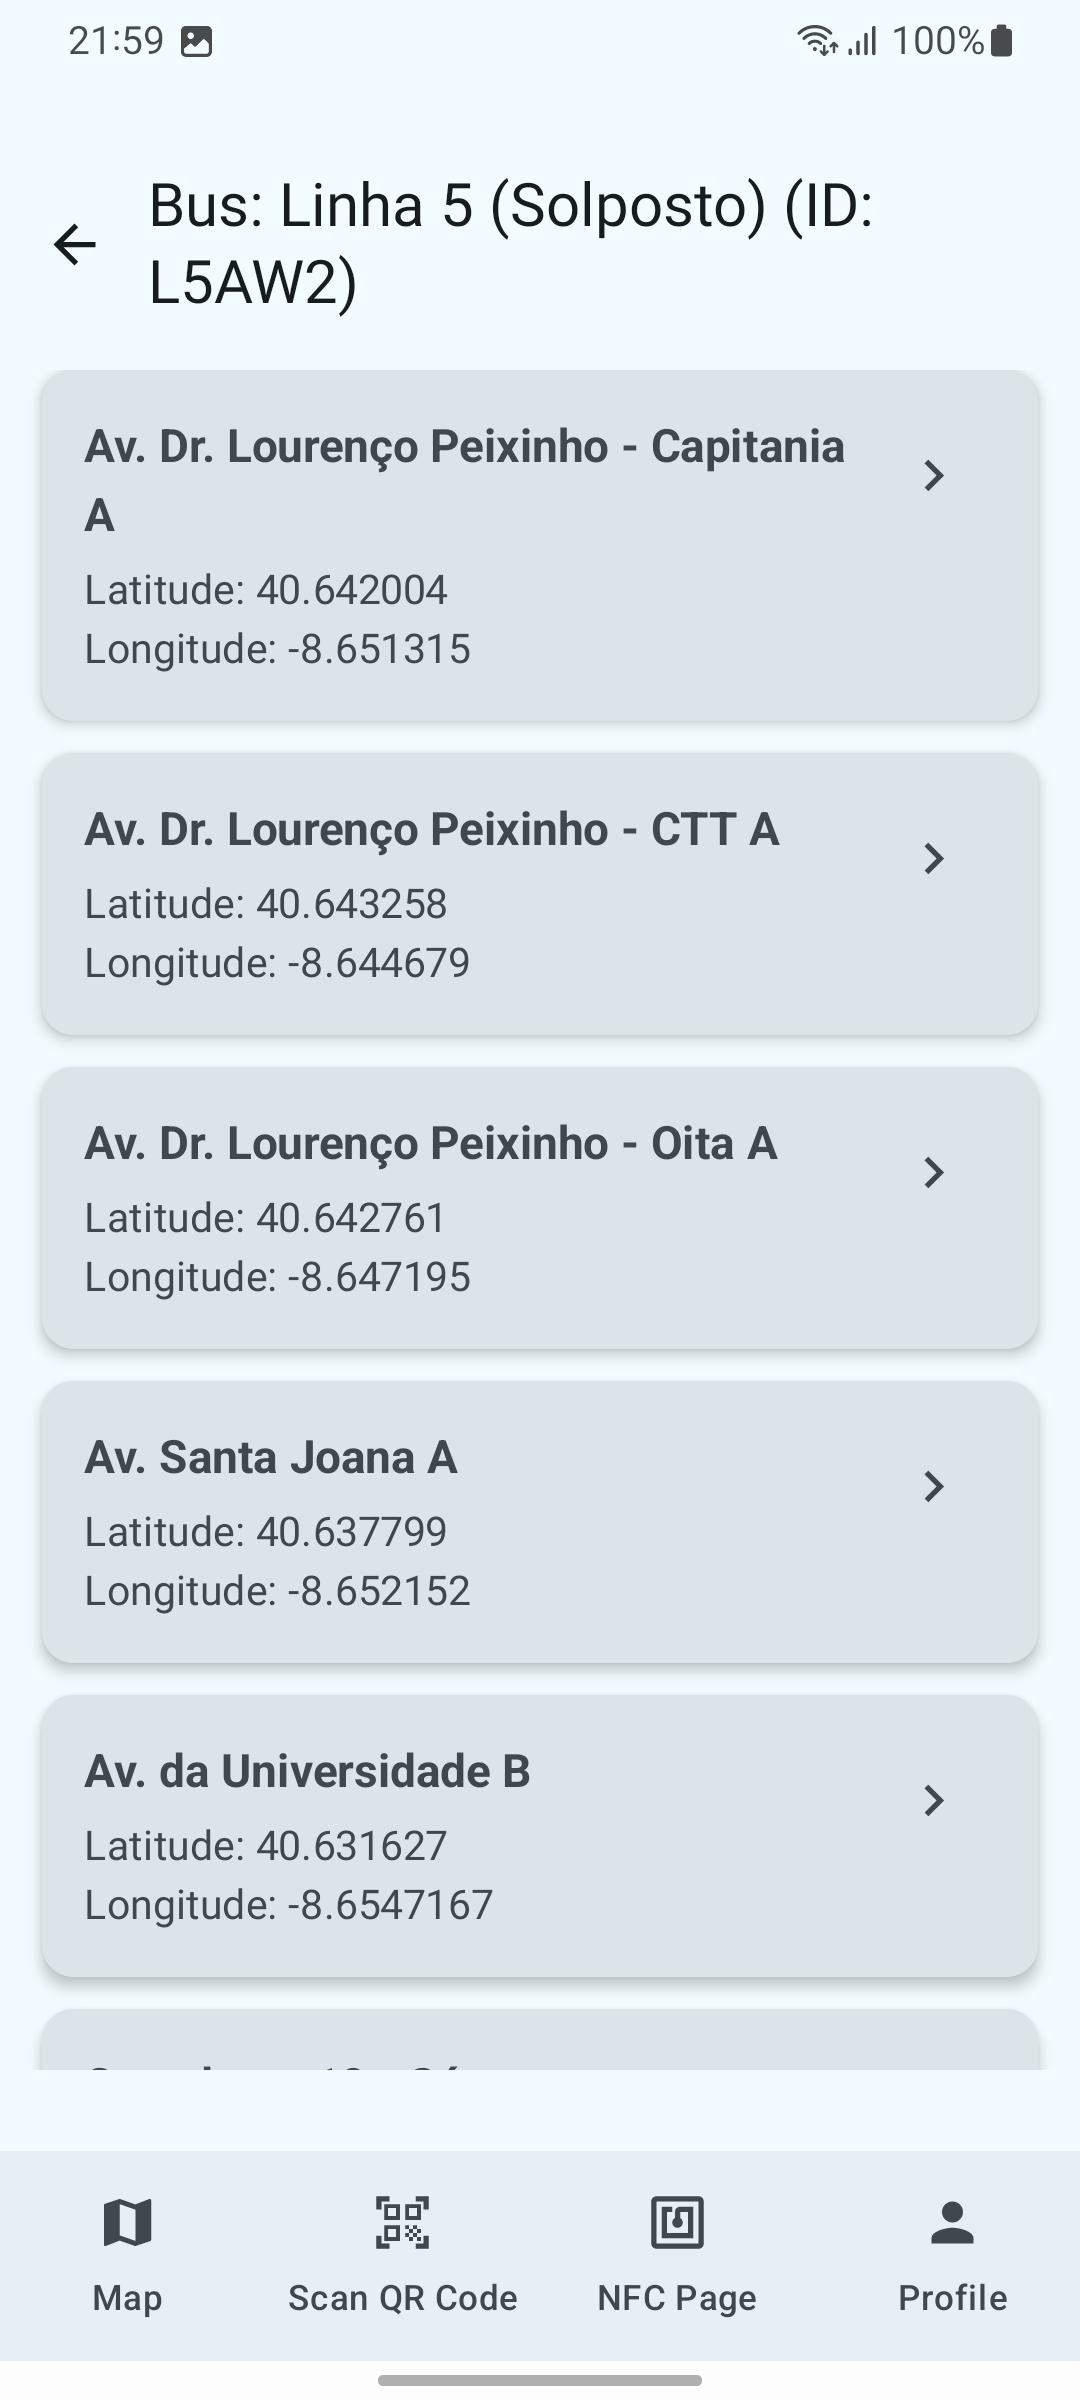 21:59
100%
Bus: Linha 5 (Solposto) (ID:
L5AW2)
Av. Dr. Lourenço Peixinho - Capitania
A
Latitude: 40.642004
Longitude: -8.651315
Av. Dr. Lourenço Peixinho - CTT A
Latitude: 40.643258
Longitude: -8.644679
Av. Dr. Lourenço Peixinho - Oita A
Latitude: 40.642761
Longitude: -8.647195
Av. Santa Joana A
Latitude: 40.637799
Longitude: -8.652152
Av. da Universidade B
Latitude: 40.631627
Longitude: -8.6547167
Map
Scan QR Code
NFC Page
Profile